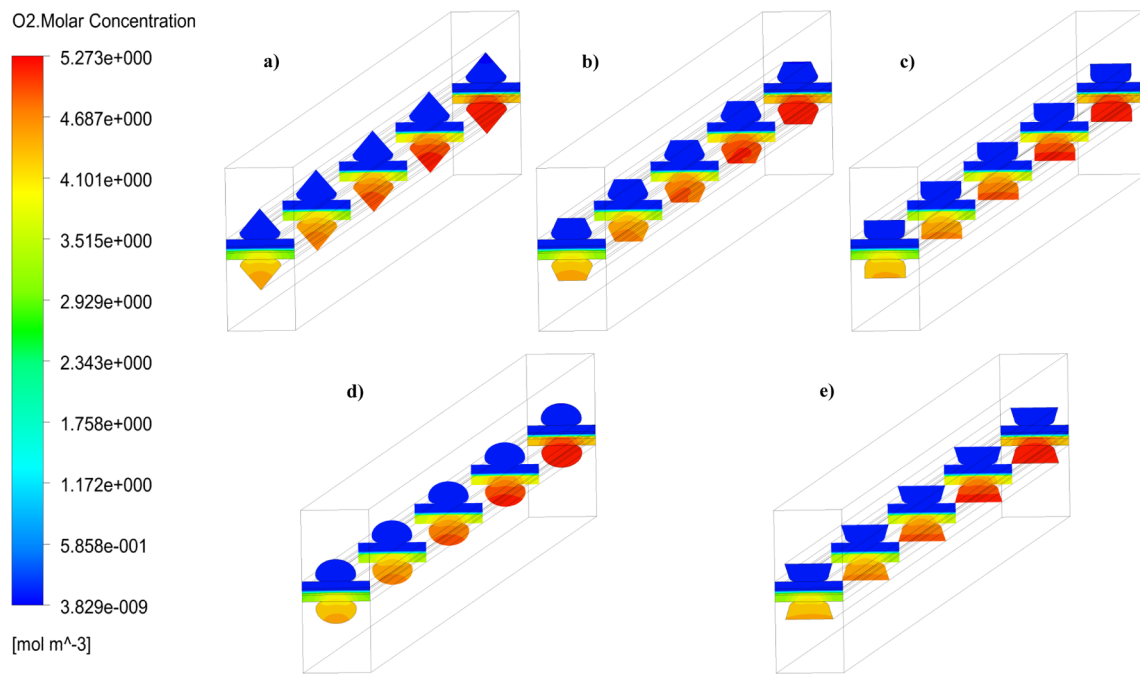 O2.Molar Concentration
5.273e+000
4.687e+000
4.101e+000
3.515e+000
2.929e+000
2.343e+000
1.758e+000
1.172e+000
5.858e-001
3.829e-009
[mol m^-3]
a)
b)
c)
d)
e)